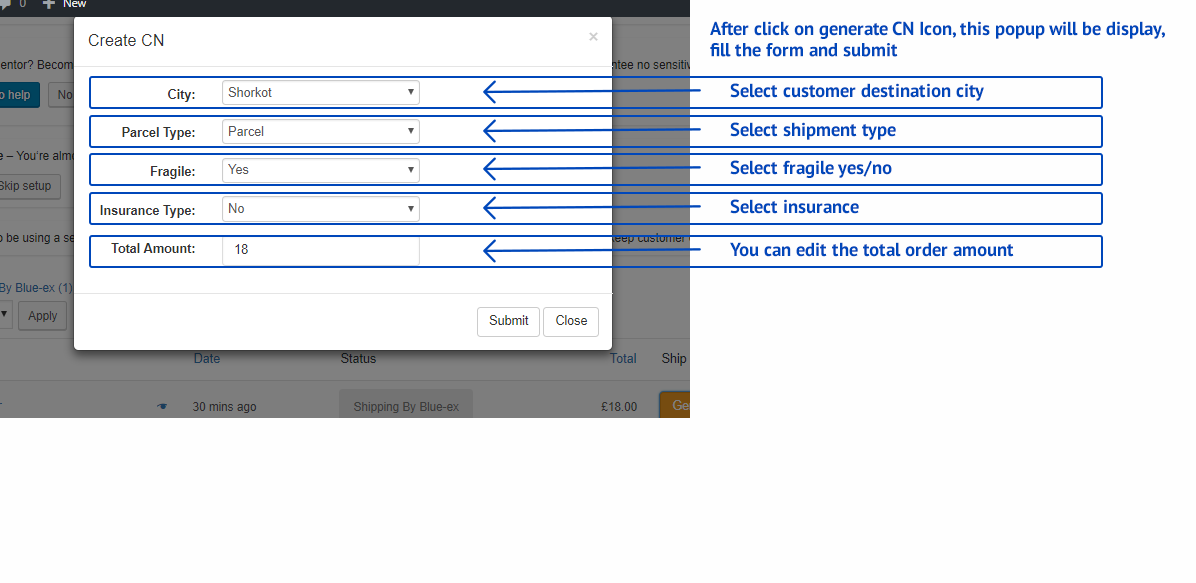 0 New
Create CN ×
After click on generate CN Icon, this popup will be display,
fill the form and submit
entor? Becom
ntee no sensitiv
o help No
City: Shorkot Select customer destination city
Parcel Type: Parcel Select shipment type
e – You're alm
Fragile: Yes Select fragile yes/no
Skip setup
Insurance Type: No Select insurance
o be using a se
eep customer
Total Amount: 18 You can edit the total order amount
By Blue-ex (1)
Apply
Submit Close
Date Status Total Ship
30 mins ago Shipping By Blue-ex £18.00 Ge